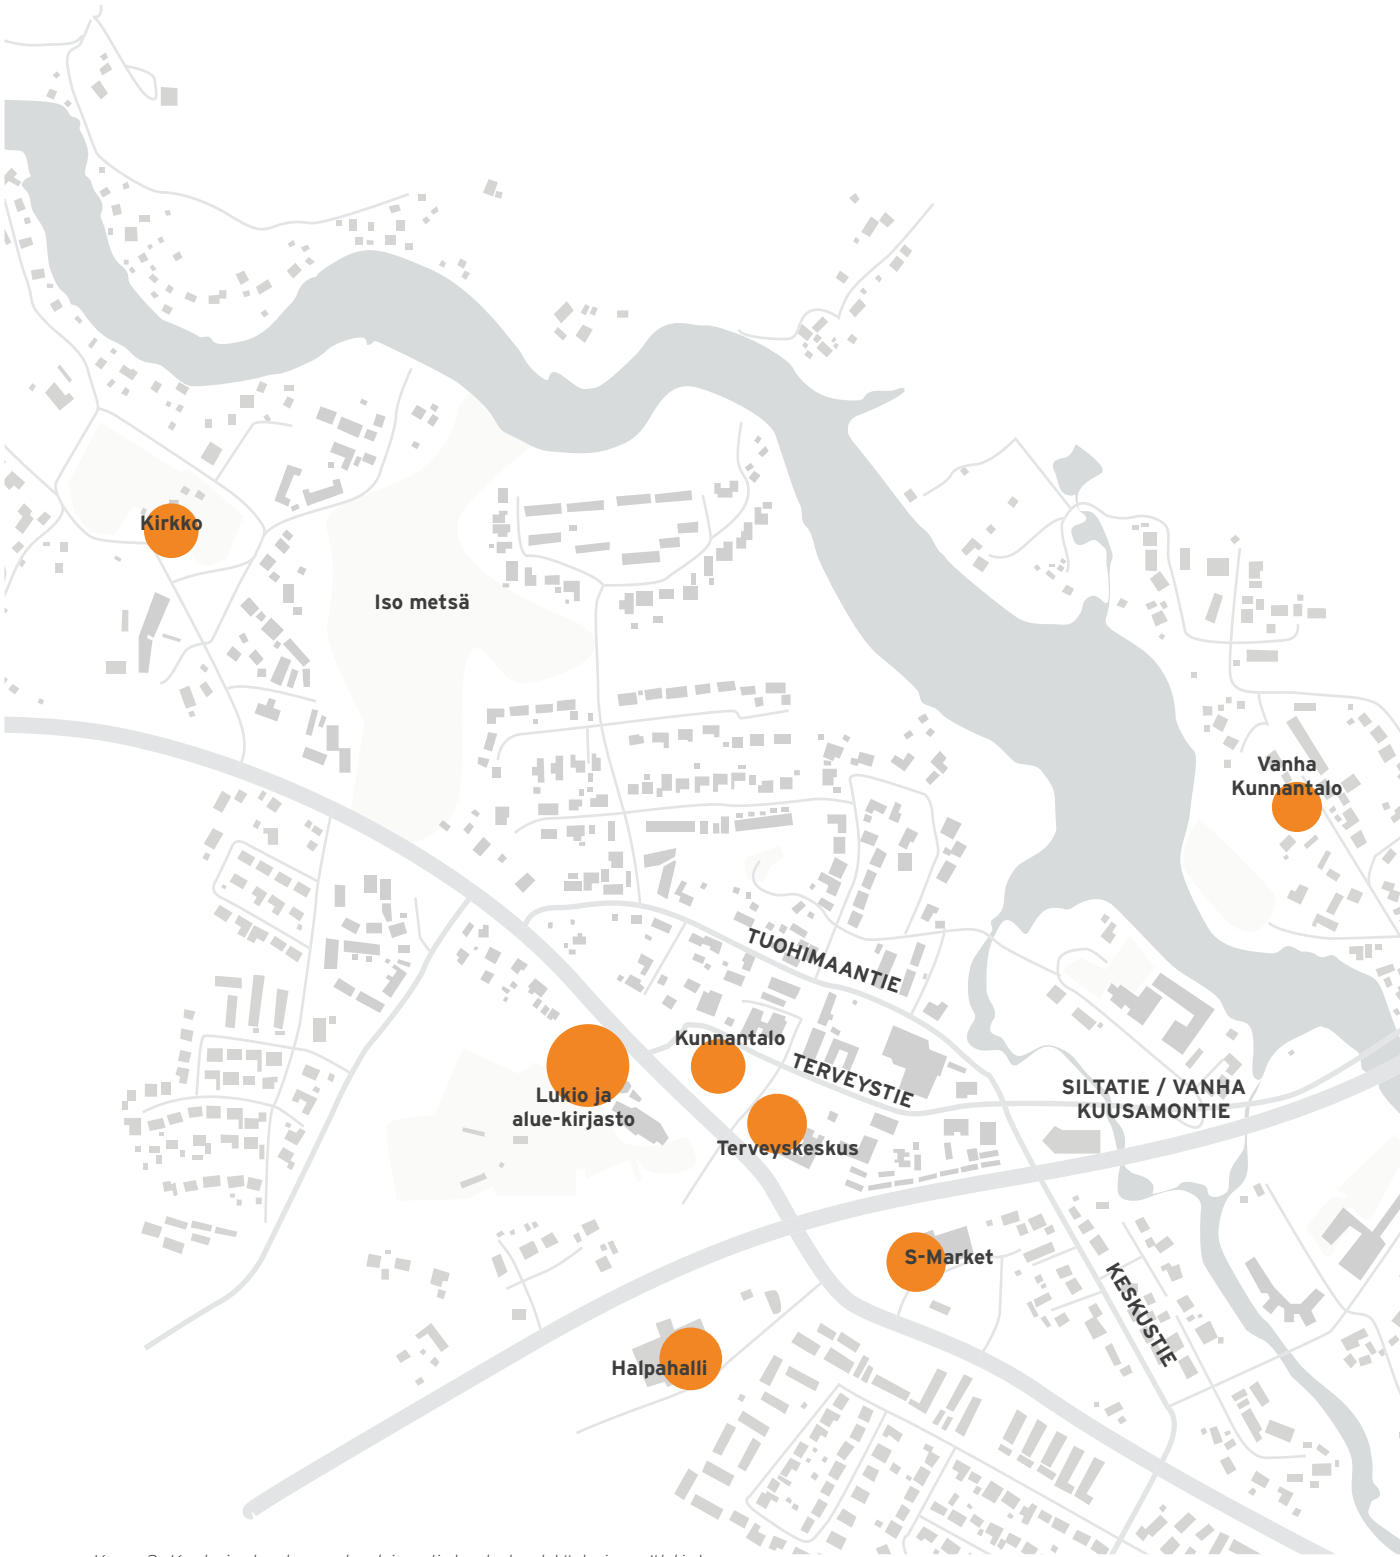 Kirkko
Iso metsä
Vanha
Kunnantalo
TUOHIMAANTIE
Kunnantalo
TERVEYSTIE
Lukio ja
alue-kirjasto
SILTATIE / VANHA
KUUSAMONTIE
Terveyskeskus
S-Market
KESKUSTIE
Halpahalli